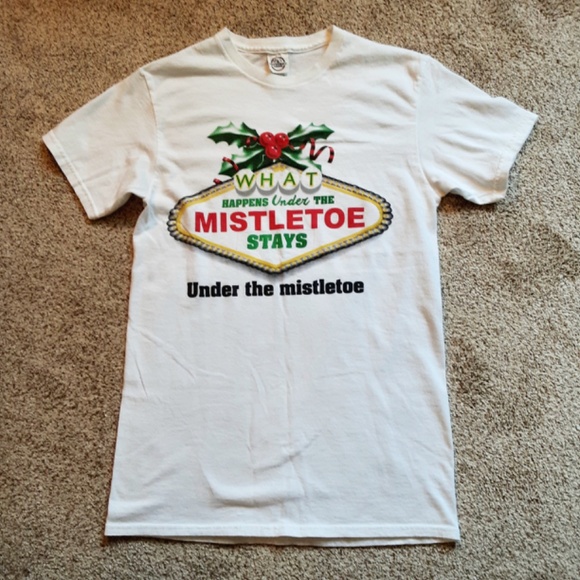 WHAT
HAPPENS Under THE
MISTLETOE
STAYS
Under the mistletoe